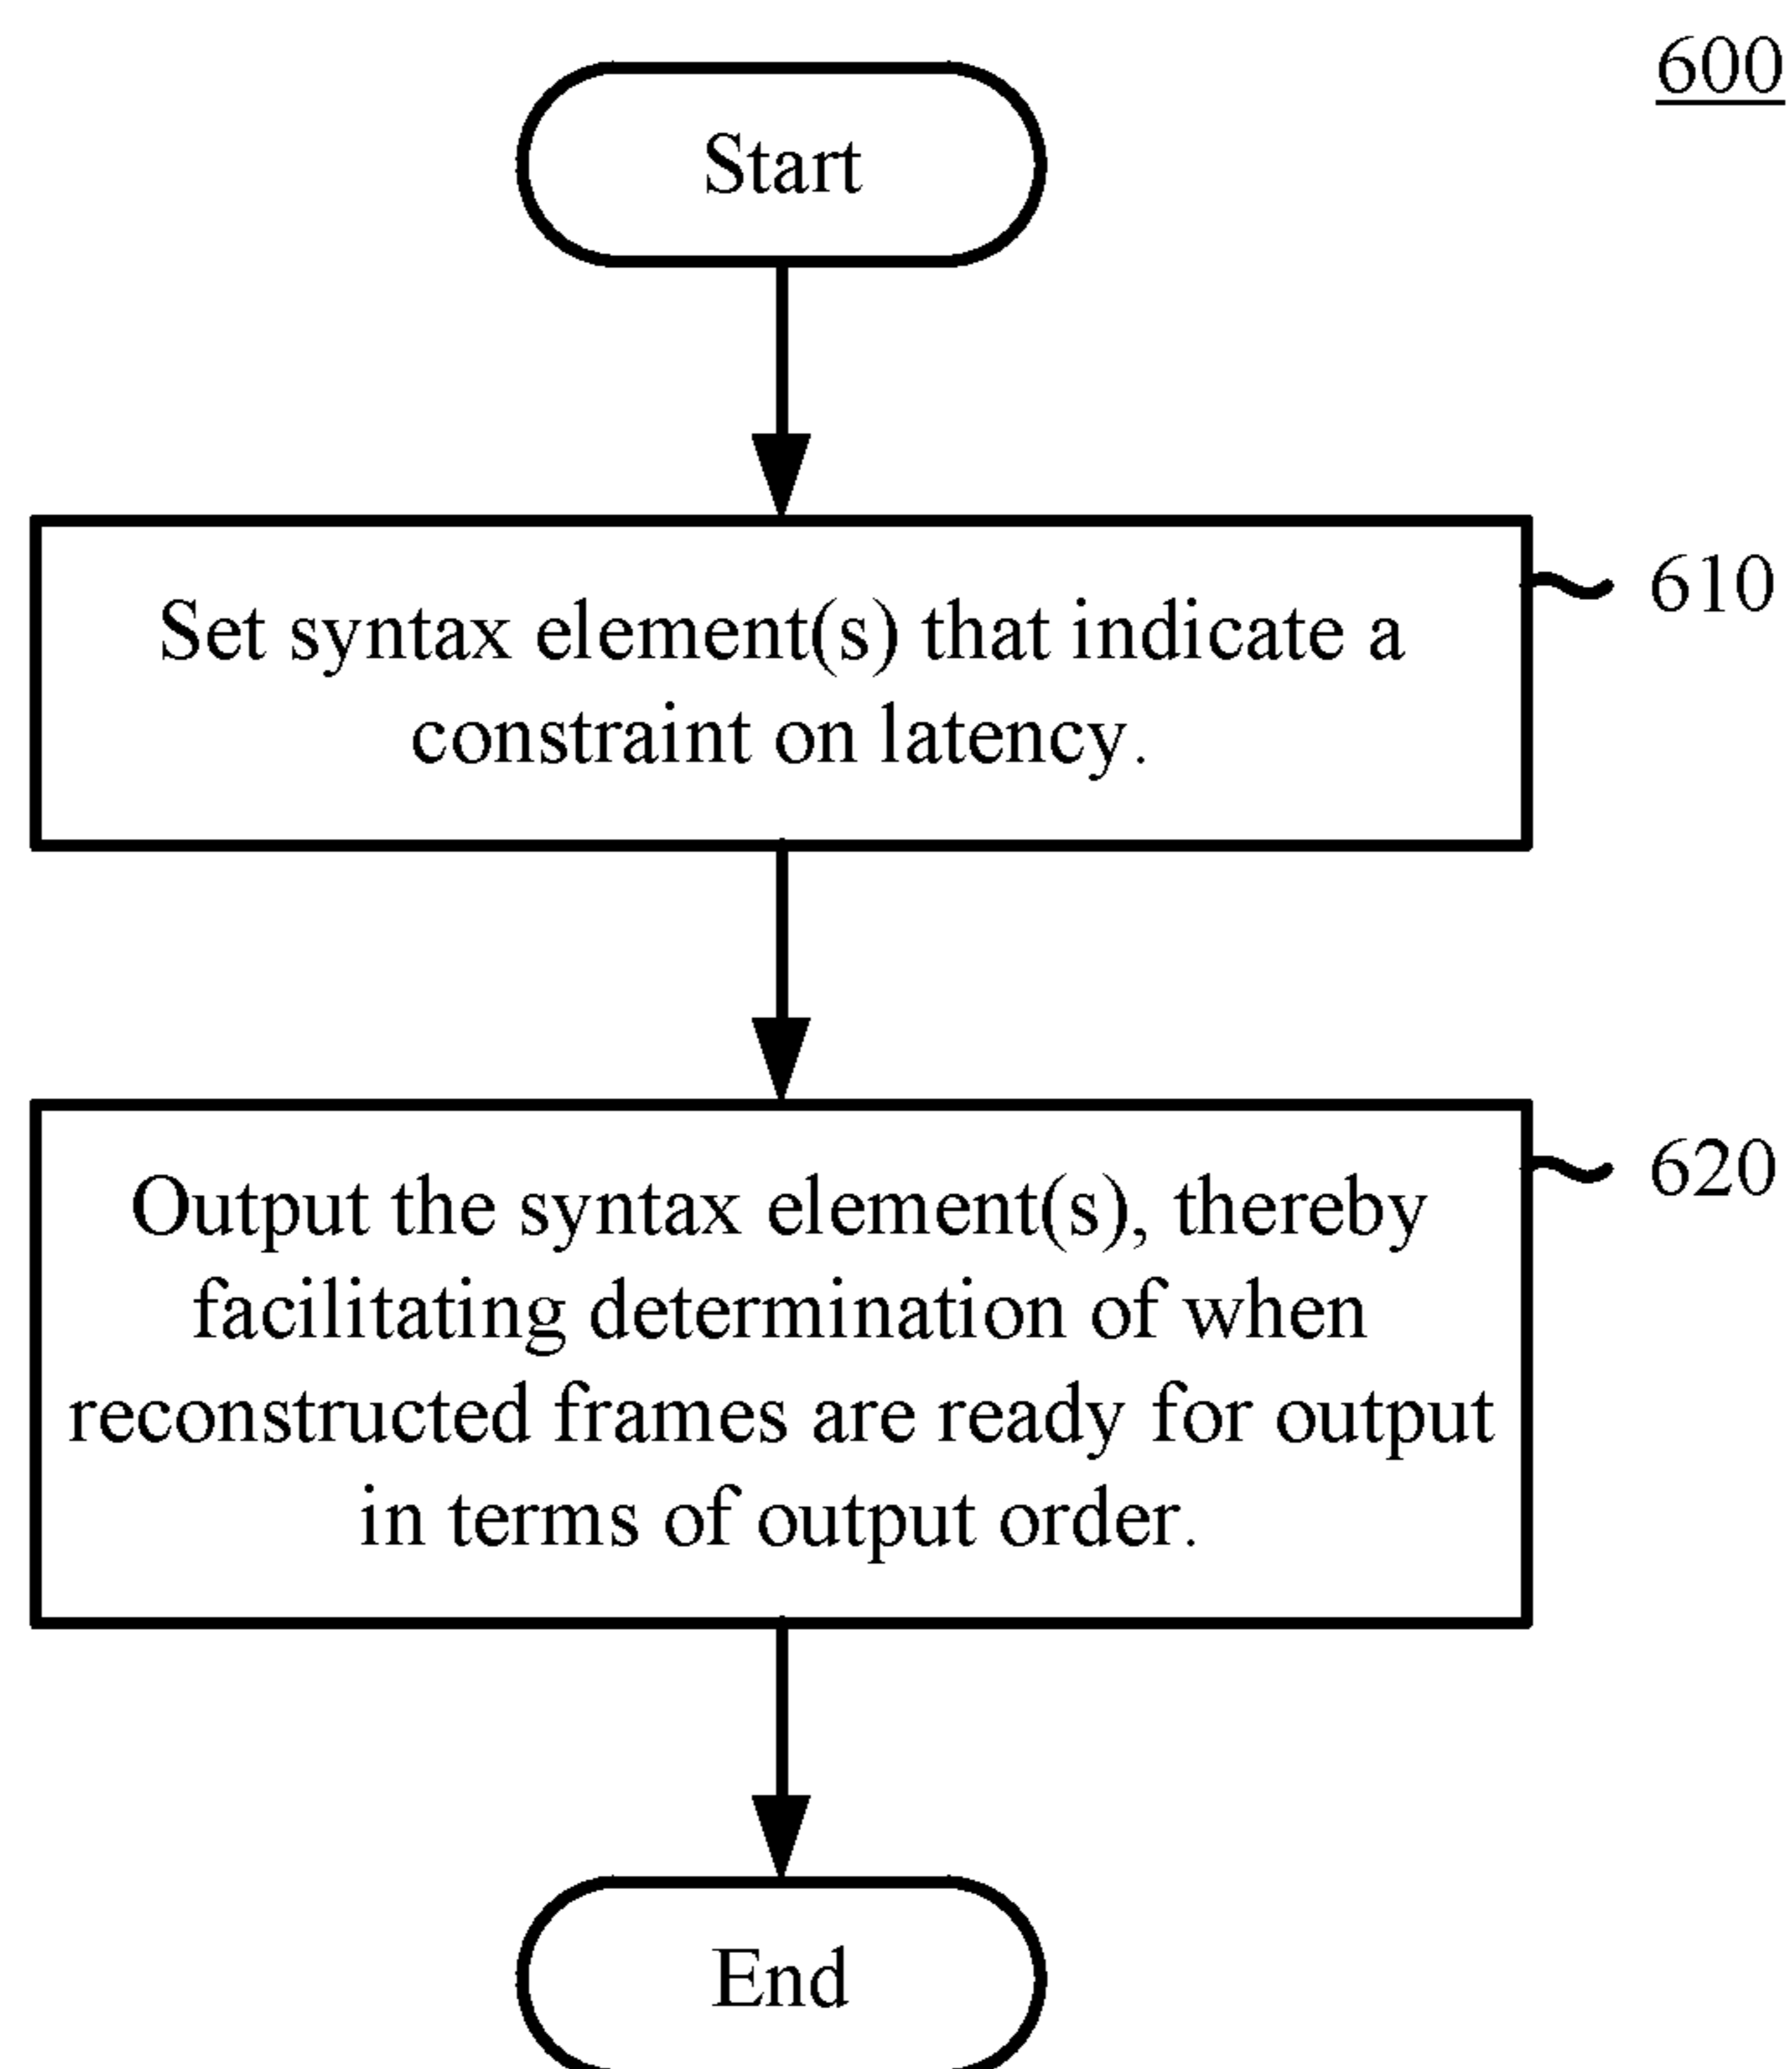 600
Start
Set syntax element(s) that indicate a
constraint on latency.
610
Output the syntax element(s), thereby
facilitating determination of when
reconstructed frames are ready for output
in terms of output order.
620
End